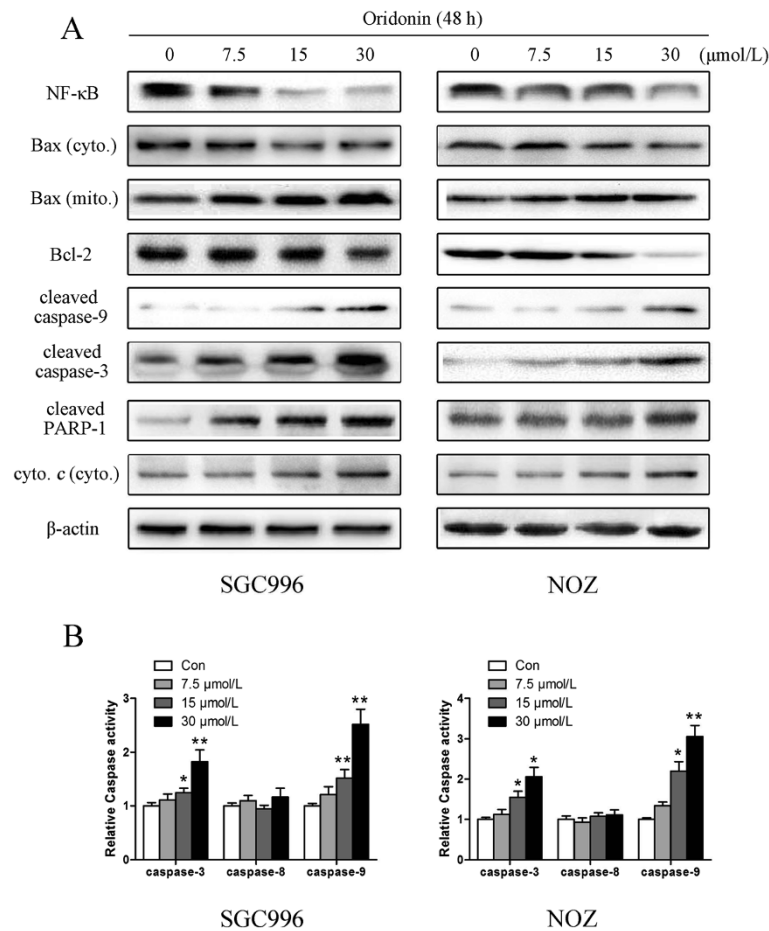 A
Oridonin (48 h)
0 7.5 15 30 0 7.5 15 30 (μmol/L)
NF-κB
Bax (cyto.)
Bax (mito.)
Bcl-2
cleaved
caspase-9
cleaved
caspase-3
cleaved
PARP-1
cyto. c (cyto.)
β-actin
SGC996 NOZ
B
Con
7.5 μmol/L
15 μmol/L
30 μmol/L
Relative Caspase activity
3
2
1
0
* ** ** **
caspase-3 caspase-8 caspase-9
SGC996
Con
7.5 μmol/L
15 μmol/L
30 μmol/L
Relative Caspase activity
4
3
2
1
0
* * * **
caspase-3 caspase-8 caspase-9
NOZ